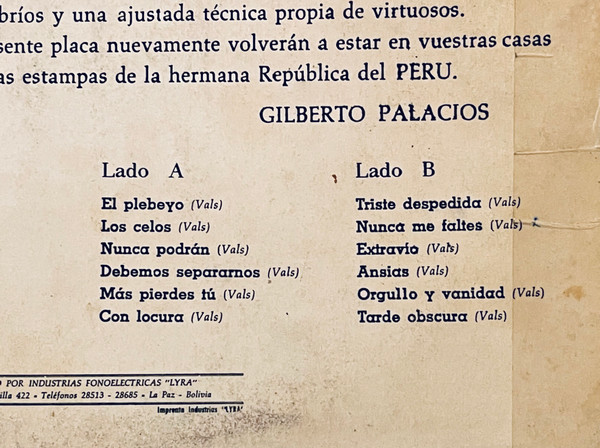 bríos y una ajustada técnica propia de virtuosos.
sente placa nuevamente volverán a estar en vuestras casas
as estampas de la hermana República del PERU.
GILBERTO PALACIOS
Lado A
El plebeyo (Vals)
Los celos (Vals)
Nunca podrán (Vals)
Debemos separarnos (Vals)
Más pierdes tú (Vals)
Con locura (Vals)
Lado B
Triste despedida (Vals)
Nunca me faltes (Vals)
Extravío (Vals)
Ansias (Vals)
Orgullo y vanidad (Vals)
Tarde obscura (Vals)
O POR INDUSTRIAS FONOELECTRICAS "LYRA"
illa 422 - Teléfonos 28513 - 28685 - La Paz - Bolivia
Imprenta Industrias "LYRA"